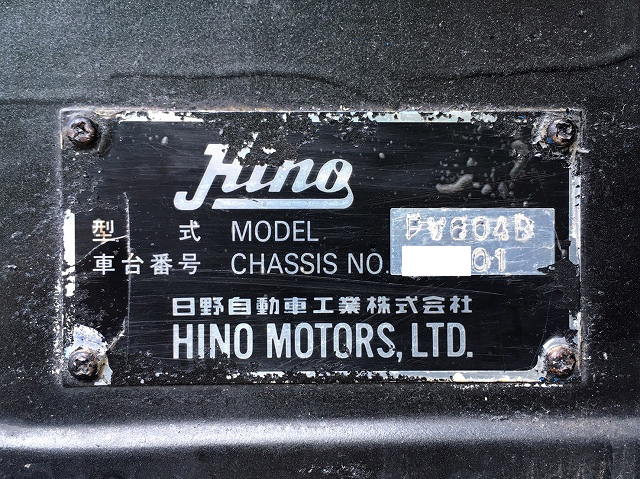 Hino
型 式 MODEL FV604B
車台番号 CHASSIS NO. 01
日野自動車工業株式会社
HINO MOTORS, LTD.